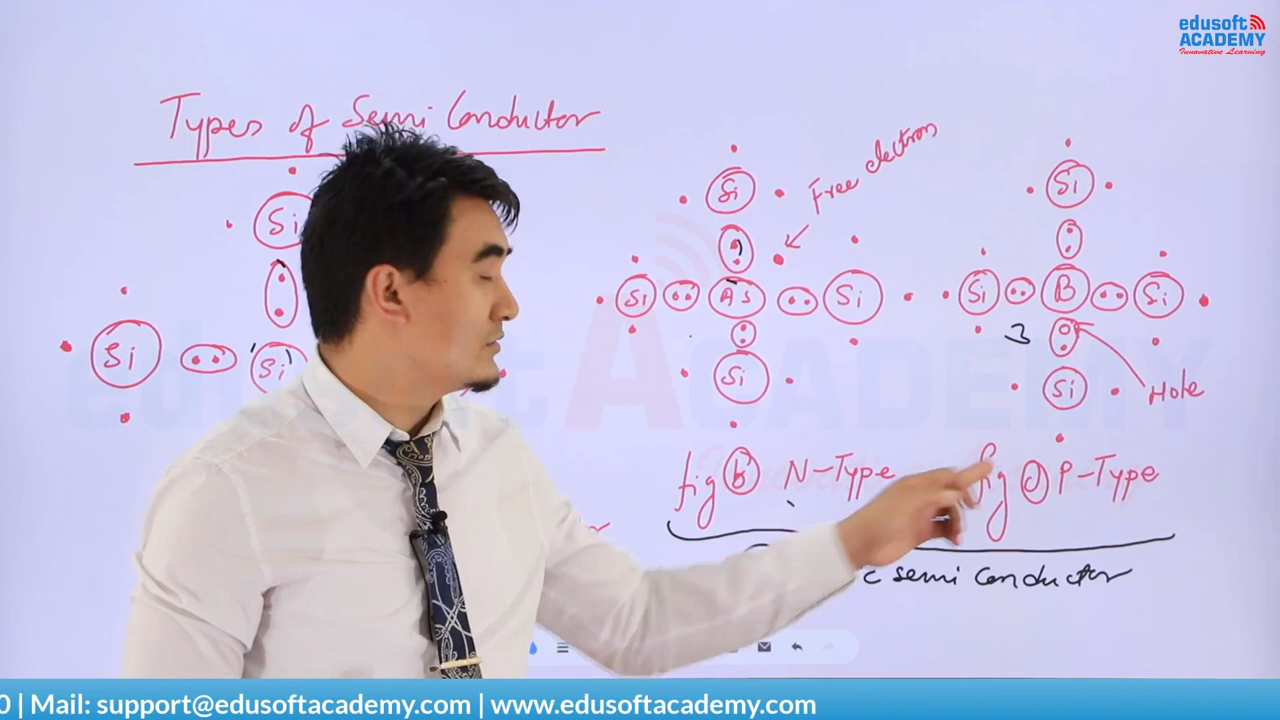 edusoft
ACADEMY
Innovative Learning
Types of Semi Conductor
Si
Si
Si
Free electron
Si
Si
As
Si
Si
Si
Si
B
Si
3
Si
Hole
fig b N-Type
fig c P-Type
c semi Conductor
edusoft ACADEMY
0 | Mail: support@edusoftacademy.com | www.edusoftacademy.com